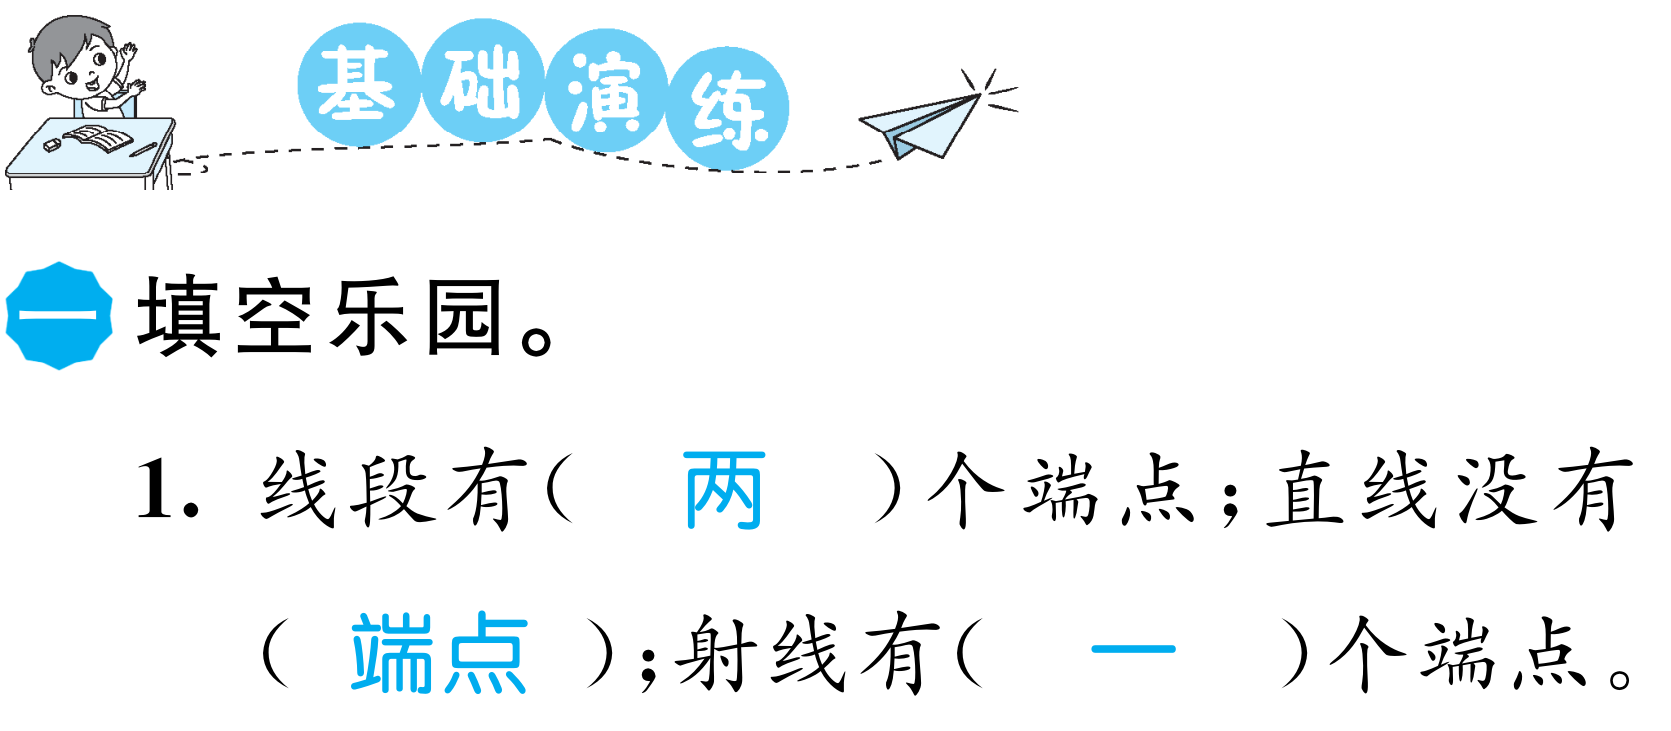 基础演练
一 填空乐园。
1. 线段有( 两 )个端点;直线没有
( 端点 );射线有( 一 )个端点。